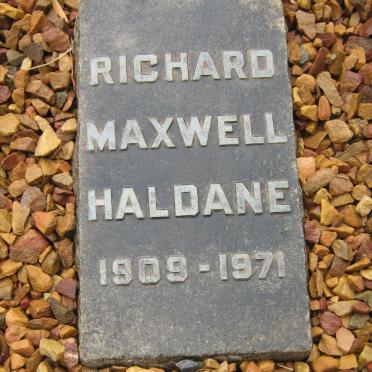 RICHARD
MAXWELL
HALDANE
1909 - 1971